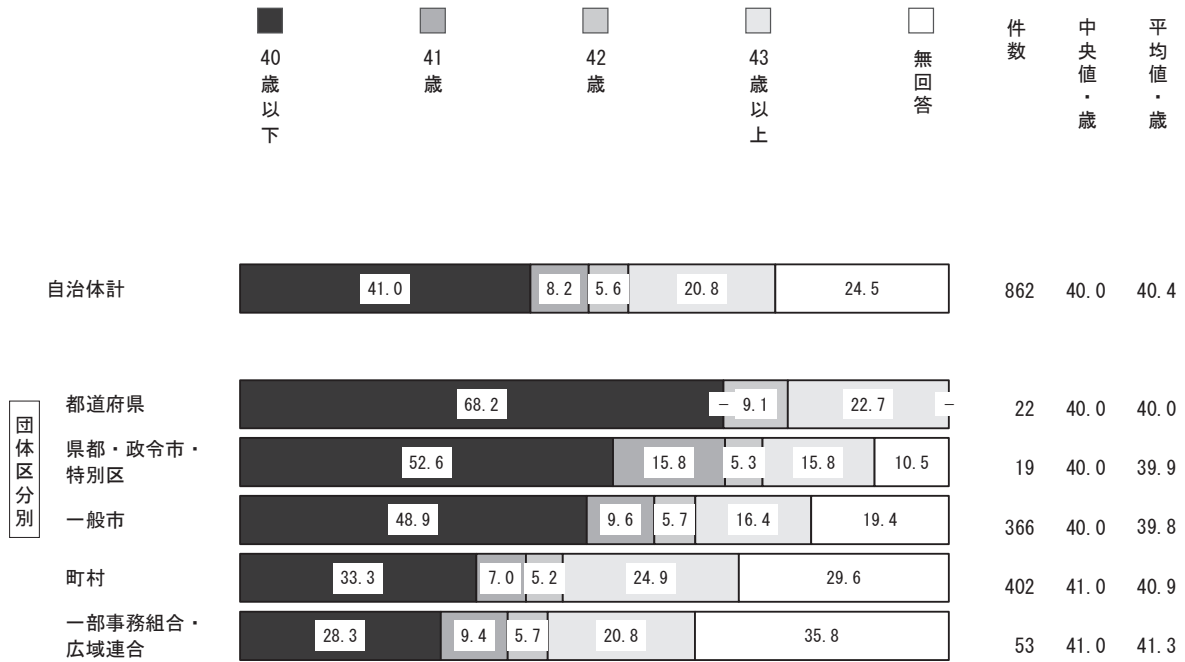 40歳以下
41歳
42歳
43歳以上
無回答
件数
中央値・歳
平均値・歳
自治体計 41.0 8.2 5.6 20.8 24.5 862 40.0 40.4
団体区分別
都道府県 68.2 − 9.1 22.7 − 22 40.0 40.0
県都・政令市・
特別区 52.6 15.8 5.3 15.8 10.5 19 40.0 39.9
一般市 48.9 9.6 5.7 16.4 19.4 366 40.0 39.8
町村 33.3 7.0 5.2 24.9 29.6 402 41.0 40.9
一部事務組合・
広域連合 28.3 9.4 5.7 20.8 35.8 53 41.0 41.3